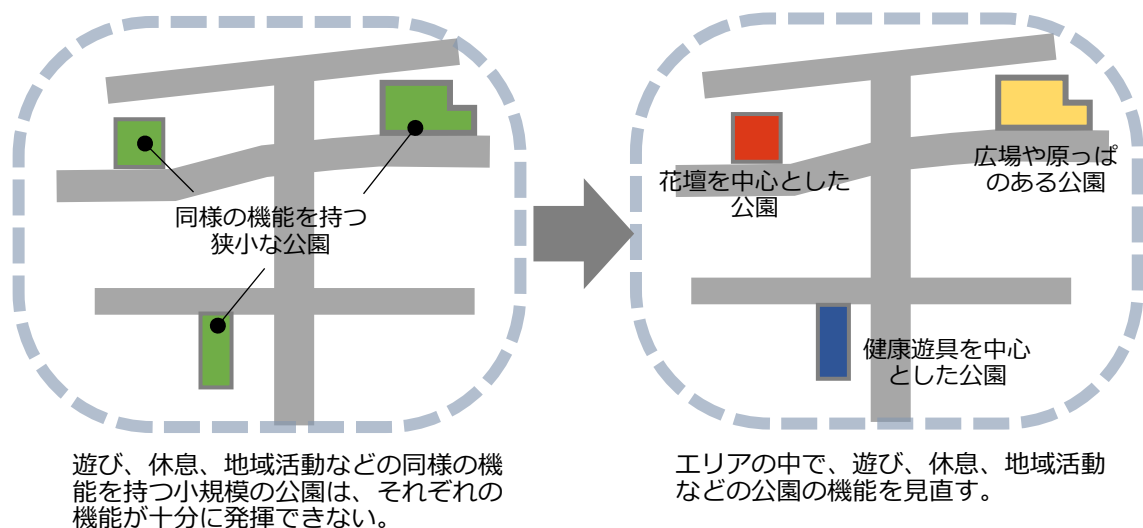 同様の機能を持つ
狭小な公園
遊び、休息、地域活動などの同様の機
能を持つ小規模の公園は、それぞれの
機能が十分に発揮できない。
花壇を中心とした
公園
広場や原っぱ
のある公園
健康遊具を中心
とした公園
エリアの中で、遊び、休息、地域活動
などの公園の機能を見直す。